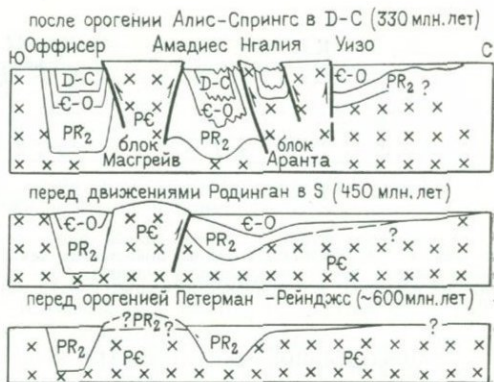 после орогении Алис-Спрингс в D-C (330 млн.лет)
Ю Оффисер Амадиес Нгалия Уизо С
D-C D-C Є-O
Є-O Є-O PR₂ ?
PR₂ PЄ PR₂
блок Масгрейв блок Аранта
перед движениями Родинган в S (450 млн.лет)
Є-O Є-O
PR₂ PЄ PR₂ ?
PЄ
перед орогенией Петерман-Рейнджс (~600млн.лет)
?PR₂ ? ?
PR₂ PЄ PR₂ PЄ